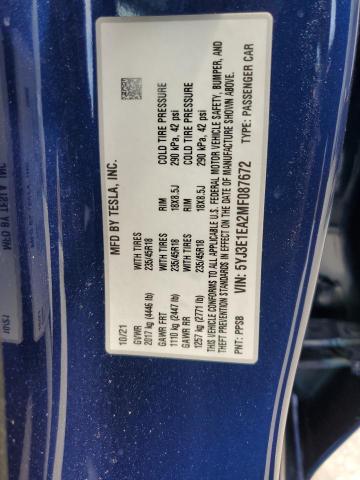 MFD BY TESLA, INC.
10/21
GVWR
2017 kg (4446 lb)
GAWR FRT WITH TIRES RIM COLD TIRE PRESSURE
1110 kg (2447 lb) 235/45R18 18X8.5J 290 kPa, 42 psi
GAWR RR WITH TIRES RIM COLD TIRE PRESSURE
1257 kg (2771 lb) 235/45R18 18X8.5J 290 kPa, 42 psi
THIS VEHICLE CONFORMS TO ALL APPLICABLE U.S. FEDERAL MOTOR VEHICLE SAFETY, BUMPER, AND
THEFT PREVENTION STANDARDS IN EFFECT ON THE DATE OF MANUFACTURE SHOWN ABOVE.
VIN: 5YJ3E1EA2MF087672
PNT: PPSB TYPE: PASSENGER CAR